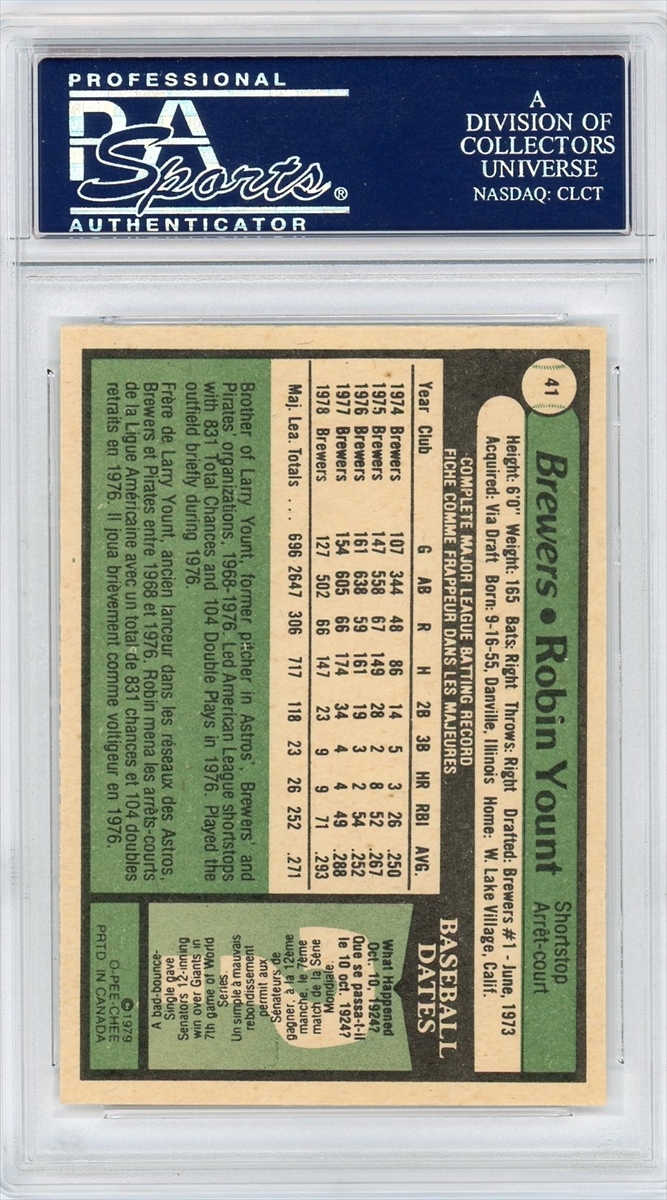 PROFESSIONAL
PSA
Sports®
AUTHENTICATOR
A
DIVISION OF
COLLECTORS
UNIVERSE
NASDAQ: CLCT
41
Brewers • Robin Yount
Shortstop
Arrêt-court
Height: 6'0" Weight: 165 Bats: Right Throws: Right Drafted: Brewers #1 - June, 1973
Acquired: Via Draft Born: 9-16-55, Danville, Illinois Home: W. Lake Village, Calif.
COMPLETE MAJOR LEAGUE BATTING RECORD
FICHE COMME FRAPPEUR DANS LES MAJEURES
Year Club G AB R H 2B 3B HR RBI AVG.
1974 Brewers 107 344 48 86 14 5 3 26 .250
1975 Brewers 147 558 67 149 28 2 8 52 .267
1976 Brewers 161 638 59 161 19 3 2 54 .252
1977 Brewers 154 605 66 174 34 4 4 49 .288
1978 Brewers 127 502 66 147 23 9 9 71 .293
Maj. Lea. Totals . . . 696 2647 306 717 118 23 26 252 .271
Brother of Larry Yount, former pitcher in Astros', Brewers' and
Pirates' organizations, 1968-1976. Led American League shortstops
with 831 Total Chances and 104 Double Plays in 1976. Played the
outfield briefly during 1976.
Frère de Larry Yount, ancien lanceur dans les réseaux des Astros,
Brewers et Pirates entre 1968 et 1976. Robin mena les arrêts-courts
de la Ligue Américaine avec un total de 831 chances et 104 doubles
retraits en 1976. Il joua brièvement comme voltigeur en 1976.
BASEBALL
DATES
What Happened
Oct. 10, 1924?
Que se passa-t-il
le 10 oct. 1924?
A bad-bounce-
Single gave
Senators 12-inning
win over Giants in
7th game of World
Series.
Un simple à mauvais
rebondissement
permit aux
Sénateurs de
gagner, à la 12ème
manche, le 7ème
match de la Série
Mondiale.
© 1979
O-PEE-CHEE
PRTD IN CANADA